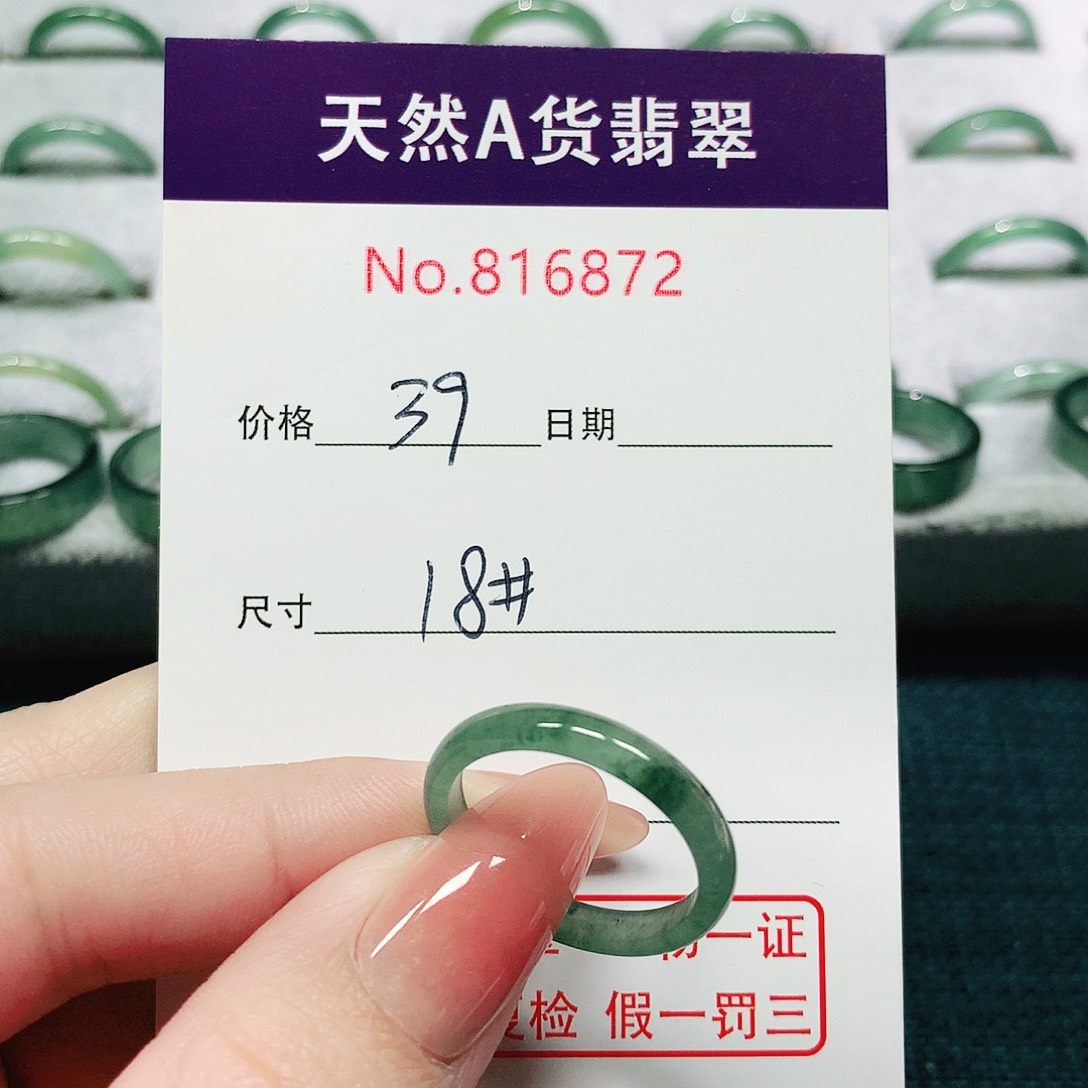 天然A货翡翠
No.816872
价格 39 日期
尺寸 18#
一证
复检 假一罚三